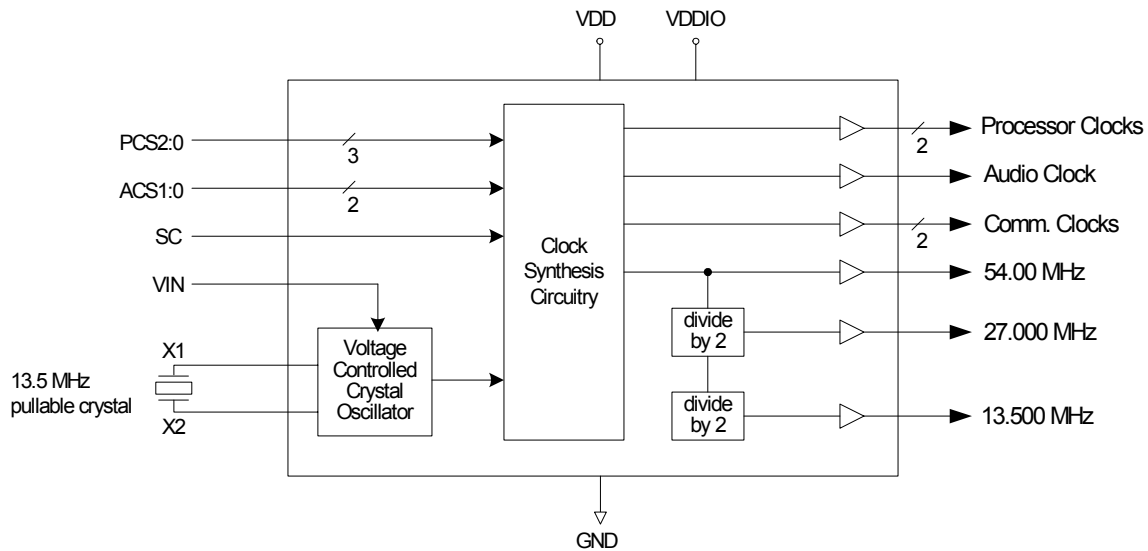 VDD
VDDIO
PCS2:0
3
ACS1:0
2
SC
VIN
X1
13.5 MHz
pullable crystal
X2
Voltage
Controlled
Crystal
Oscillator
Clock
Synthesis
Circuitry
divide
by 2
divide
by 2
2
Processor Clocks
Audio Clock
2
Comm. Clocks
54.00 MHz
27.000 MHz
13.500 MHz
GND